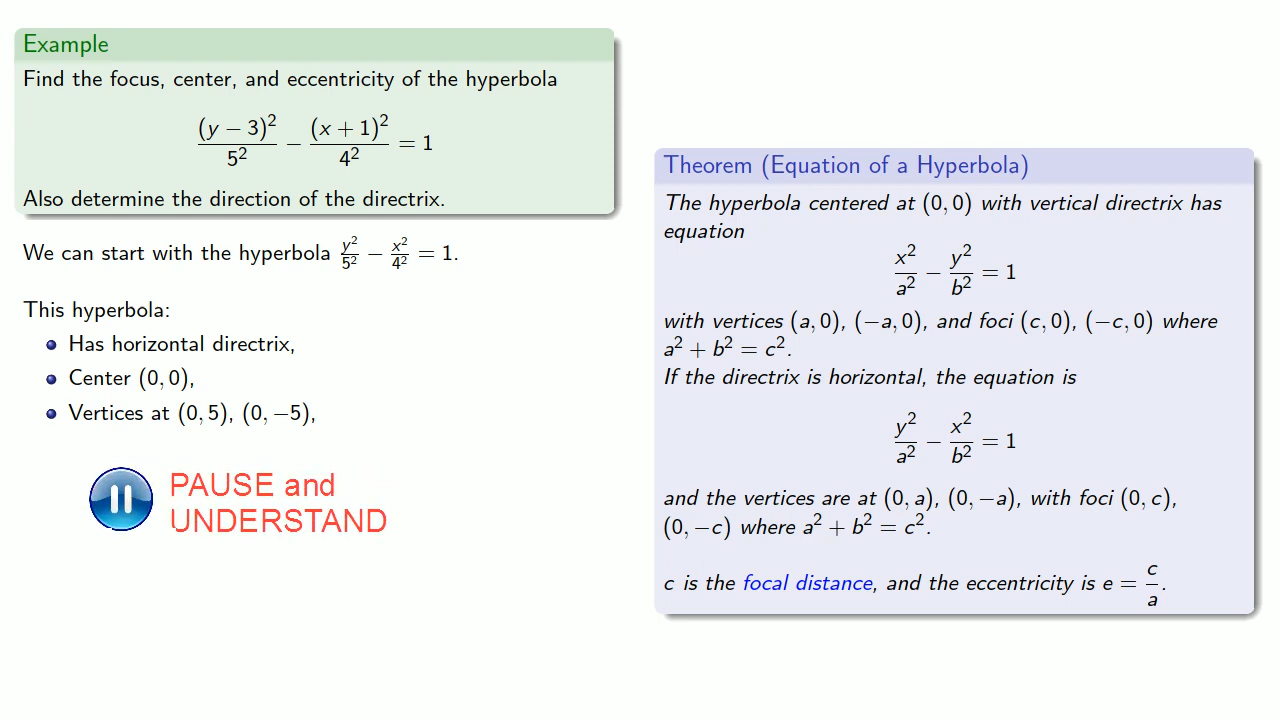 Example
Find the focus, center, and eccentricity of the hyperbola
(y − 3)²/5² − (x + 1)²/4² = 1
Also determine the direction of the directrix.
We can start with the hyperbola y²/5² − x²/4² = 1.
This hyperbola:
Has horizontal directrix,
Center (0, 0),
Vertices at (0, 5), (0, −5),
PAUSE and
UNDERSTAND
Theorem (Equation of a Hyperbola)
The hyperbola centered at (0, 0) with vertical directrix has
equation
x²/a² − y²/b² = 1
with vertices (a, 0), (−a, 0), and foci (c, 0), (−c, 0) where
a² + b² = c².
If the directrix is horizontal, the equation is
y²/a² − x²/b² = 1
and the vertices are at (0, a), (0, −a), with foci (0, c),
(0, −c) where a² + b² = c².
c is the focal distance, and the eccentricity is e = c/a.